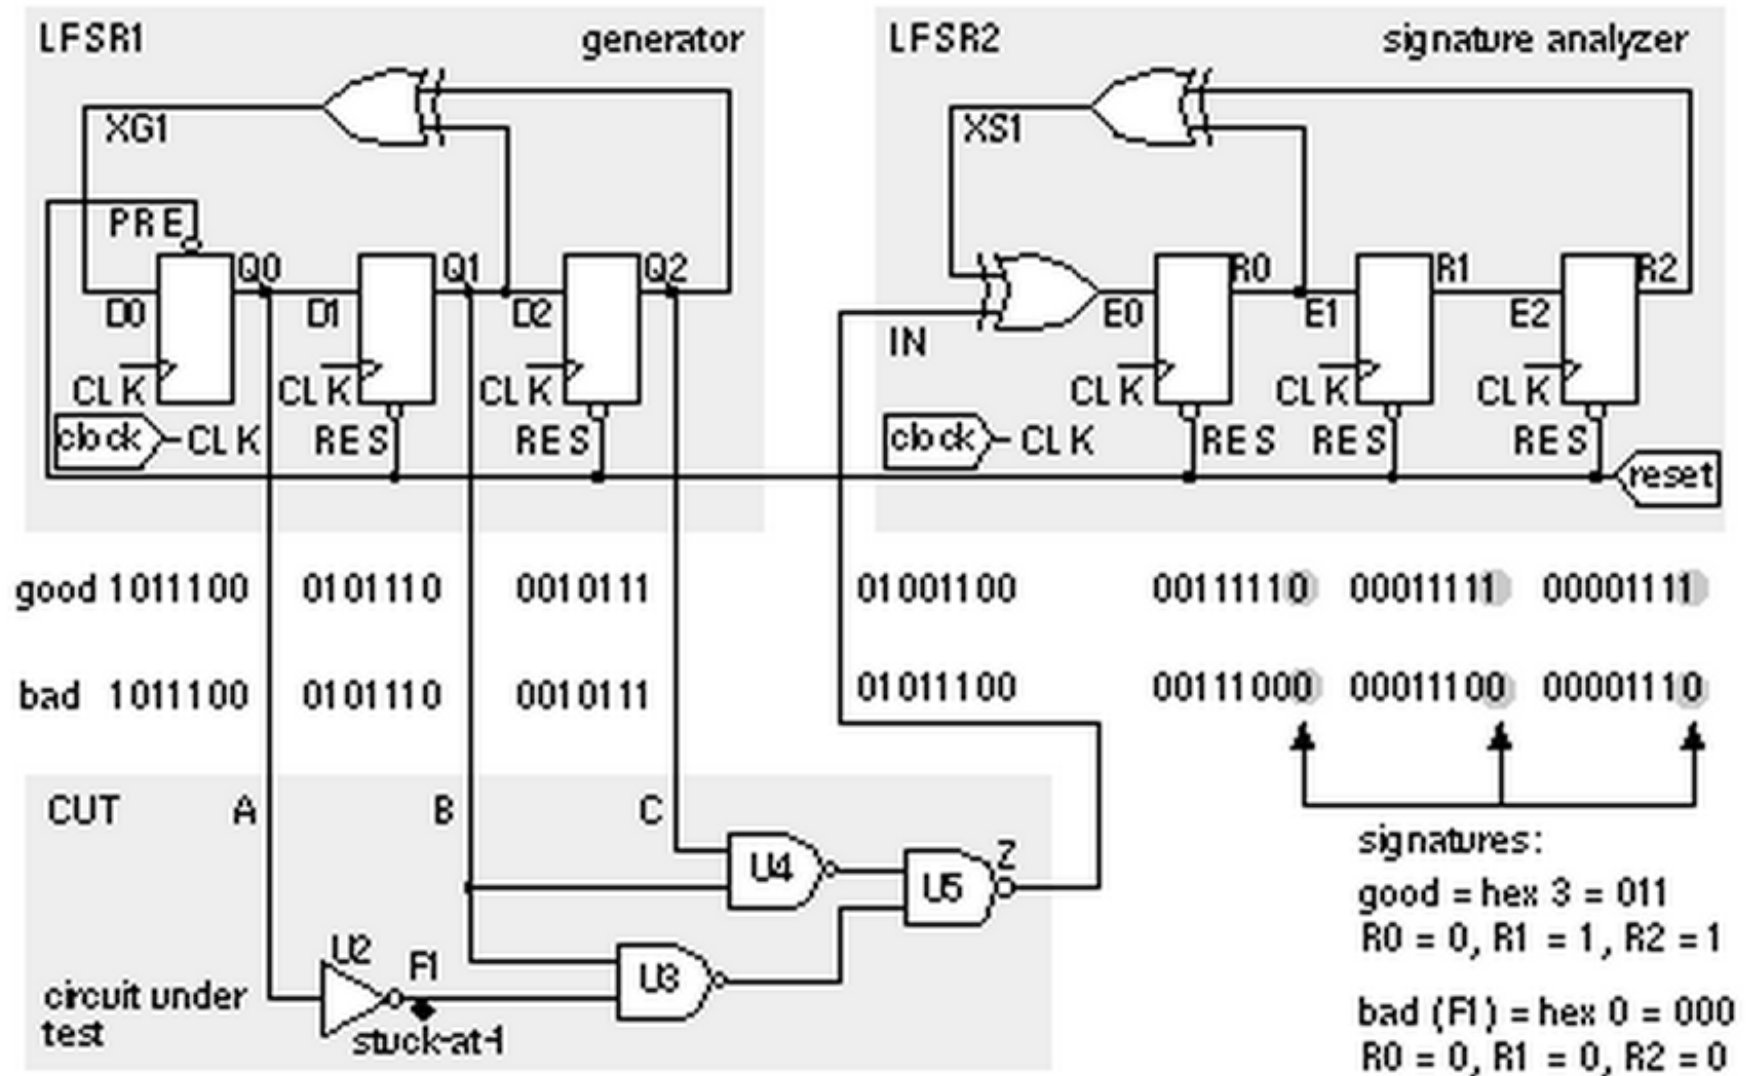 LFSR1 generator LFSR2 signature analyzer
XG1 XS1
PRE
Q0 Q1 Q2 R0 R1 R2
D0 D1 D2 IN E0 E1 E2
CLK CLK CLK CLK CLK CLK
clock CLK RES RES clock CLK RES RES RES
reset
good 1011100 0101110 0010111 01001100 00111110 00011111 00001111
bad 1011100 0101110 0010111 01011100 00111000 00011100 00001110
CUT A B C
U4 U5 Z
signatures:
good = hex 3 = 011
R0 = 0, R1 = 1, R2 = 1
U2 F1 U3
circuit under
test
stuck-at-1
bad (F1) = hex 0 = 000
R0 = 0, R1 = 0, R2 = 0